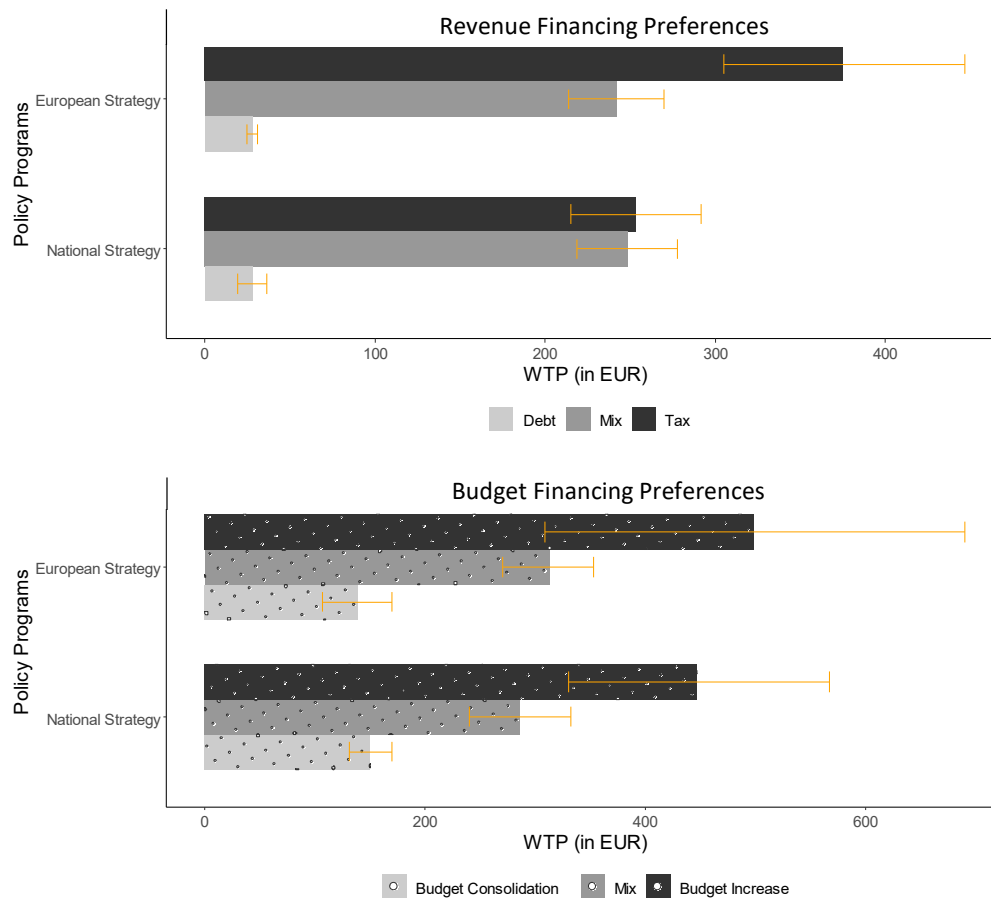 Revenue Financing Preferences
Policy Programs
European Strategy
National Strategy
0 100 200 300 400
WTP (in EUR)
Debt Mix Tax
Budget Financing Preferences
Policy Programs
European Strategy
National Strategy
0 200 400 600
WTP (in EUR)
Budget Consolidation Mix Budget Increase